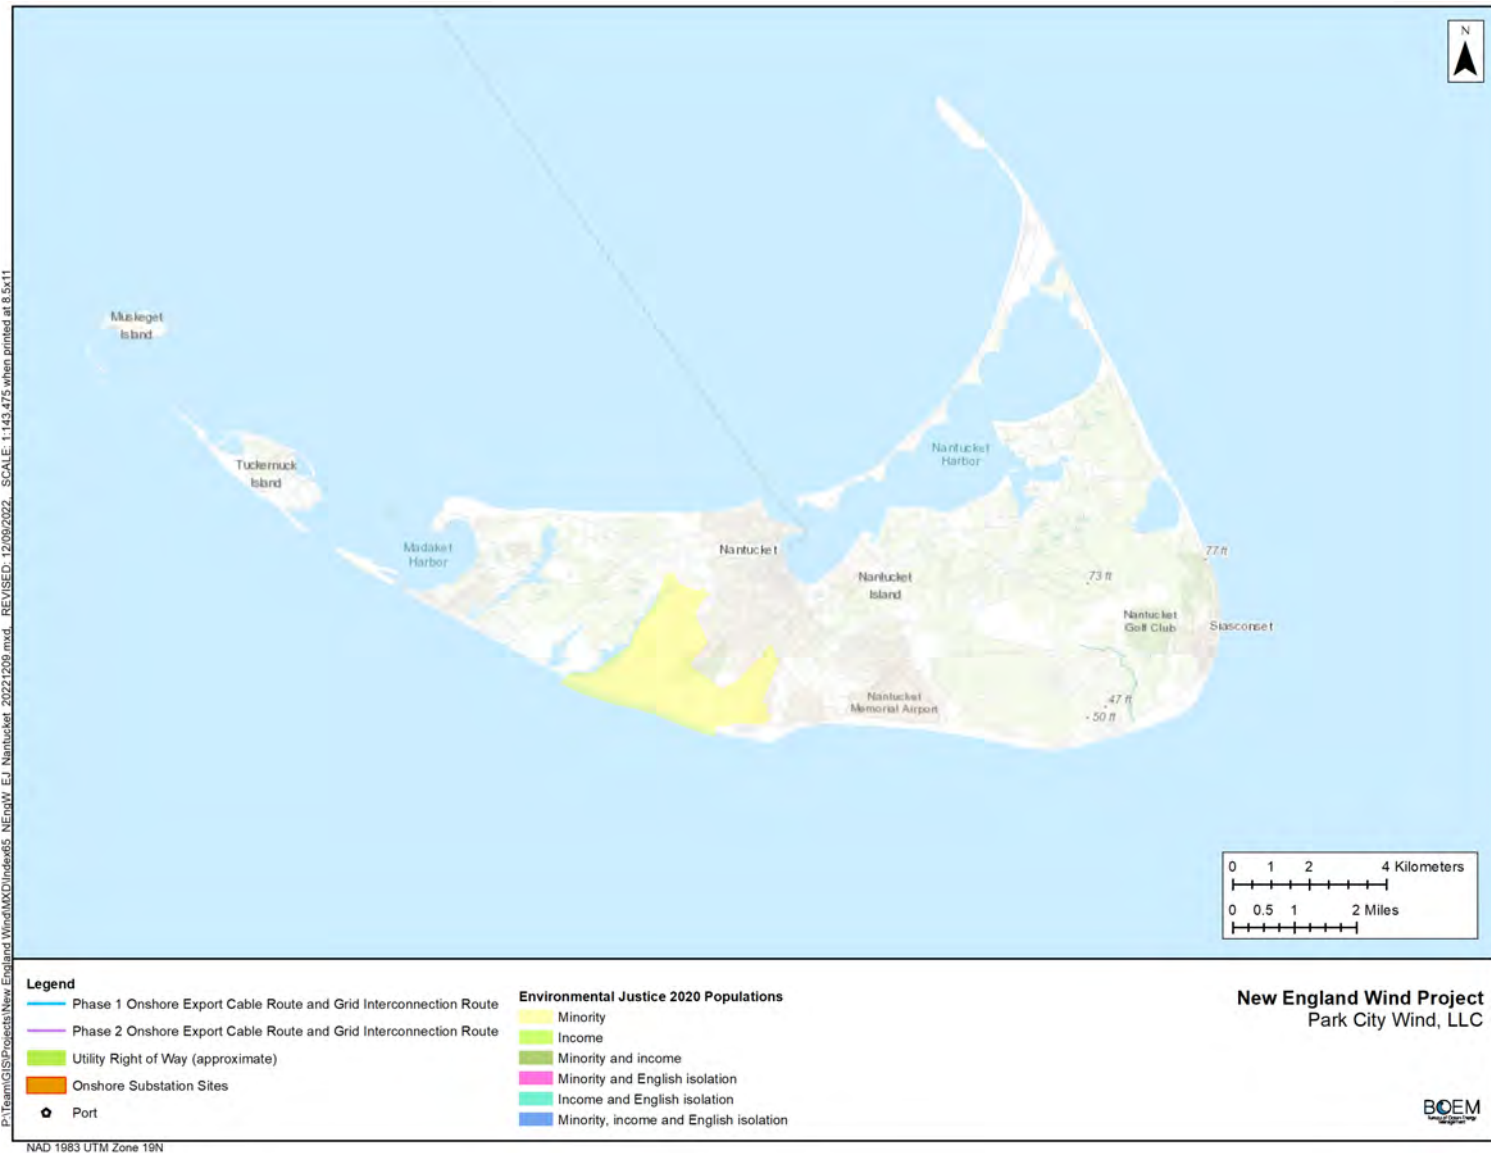 N
Muskeget
Island
Tuckernuck
Island
Madaket
Harbor
Nantucket
Harbor
Nantucket
Nantucket
Island
77 ft
73 ft
Nantucket
Golf Club
Siasconset
Nantucket
Memorial Airport
47 ft
50 ft
0 1 2 4 Kilometers
0 0.5 1 2 Miles
P:\Team\GIS\Projects\New England Wind\MXD\Index65_NEngW_EJ_Nantucket_20221209.mxd, REVISED: 12/09/2022, SCALE: 1:143,475 when printed at 8.5x11
Legend
Phase 1 Onshore Export Cable Route and Grid Interconnection Route
Phase 2 Onshore Export Cable Route and Grid Interconnection Route
Utility Right of Way (approximate)
Onshore Substation Sites
Port
Environmental Justice 2020 Populations
Minority
Income
Minority and income
Minority and English isolation
Income and English isolation
Minority, income and English isolation
New England Wind Project
Park City Wind, LLC
BOEM
Bureau of Ocean Energy
Management
NAD 1983 UTM Zone 19N